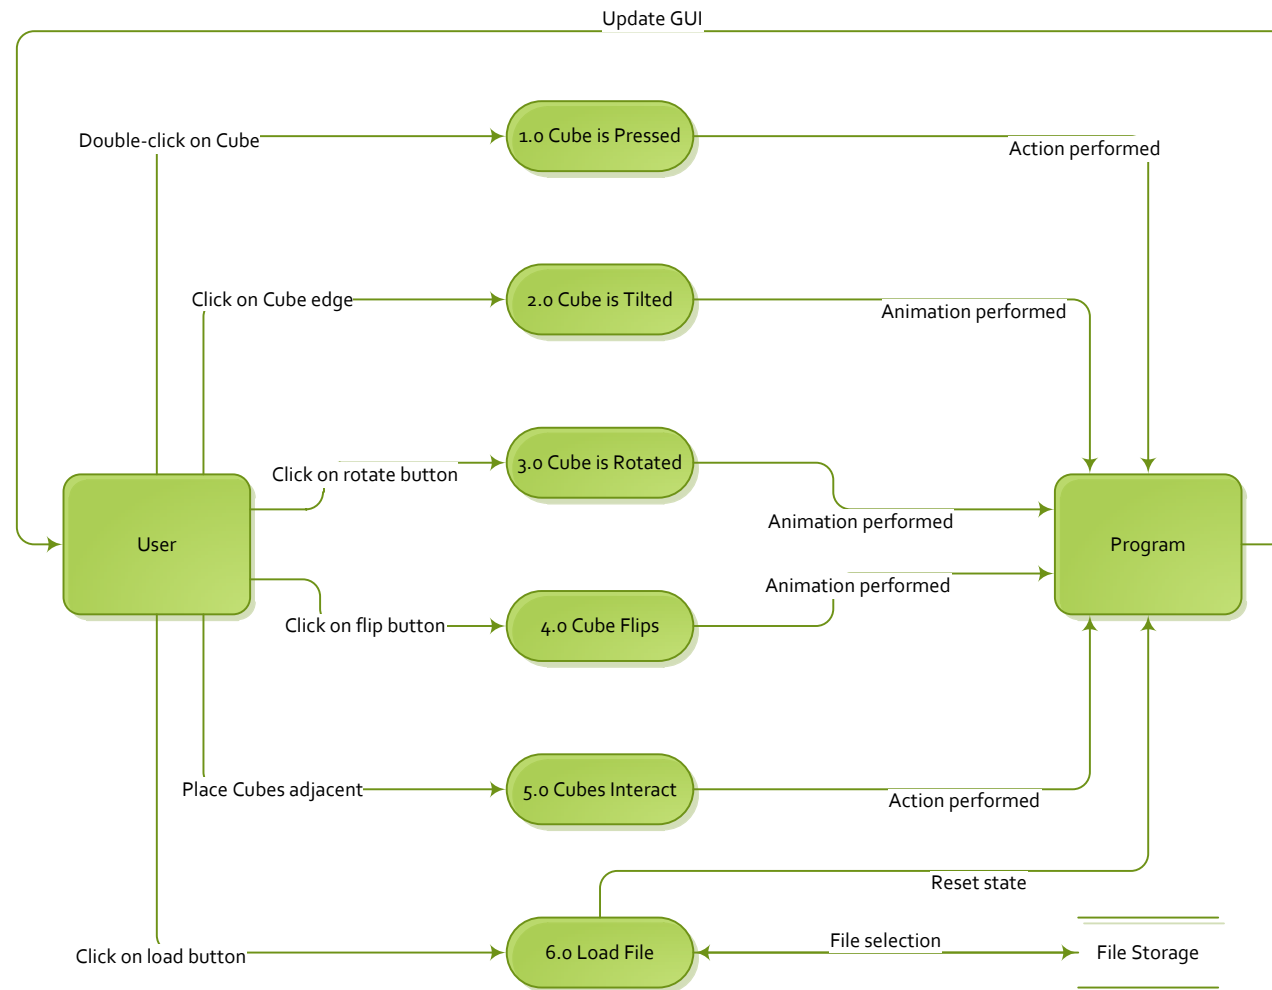 Update GUI
Double-click on Cube
1.0 Cube is Pressed
Action performed
Click on Cube edge
2.0 Cube is Tilted
Animation performed
Click on rotate button
3.0 Cube is Rotated
Animation performed
User
Program
Animation performed
Click on flip button
4.0 Cube Flips
Place Cubes adjacent
5.0 Cubes Interact
Action performed
Reset state
Click on load button
6.0 Load File
File selection
File Storage